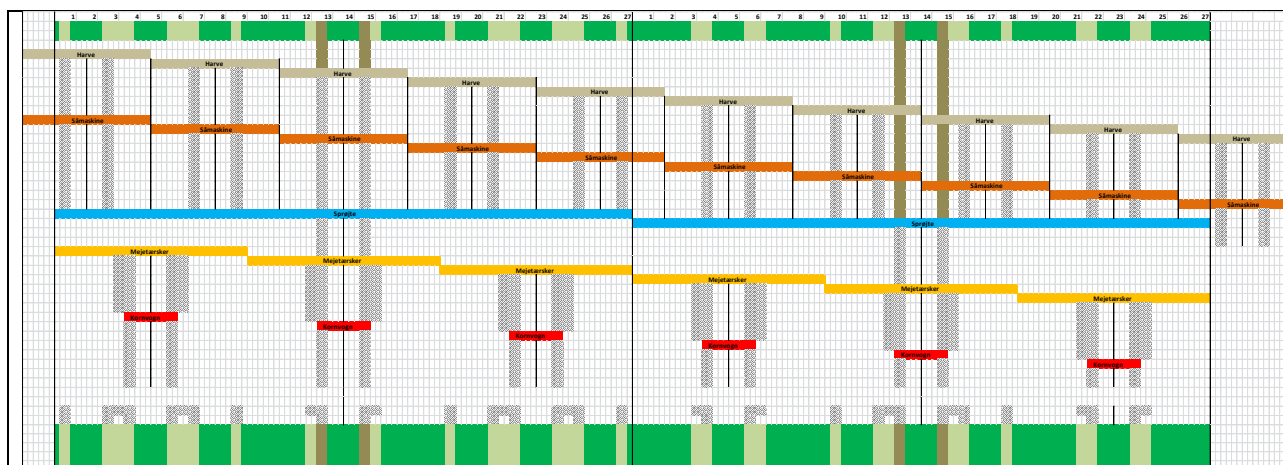 1 2 3 4 5 6 7 8 9 10 11 12 13 14 15 16 17 18 19 20 21 22 23 24 25 26 27 1 2 3 4 5 6 7 8 9 10 11 12 13 14 15 16 17 18 19 20 21 22 23 24 25 26 27
Harve
Harve
Harve
Harve
Harve
Harve
Harve
Harve
Harve
Harve
Såmaskine
Såmaskine
Såmaskine
Såmaskine
Såmaskine
Såmaskine
Såmaskine
Såmaskine
Såmaskine
Såmaskine
Sprøjte
Sprøjte
Mejetærsker
Mejetærsker
Mejetærsker
Mejetærsker
Mejetærsker
Mejetærsker
Kornvogn
Kornvogn
Kornvogn
Kornvogn
Kornvogn
Kornvogn